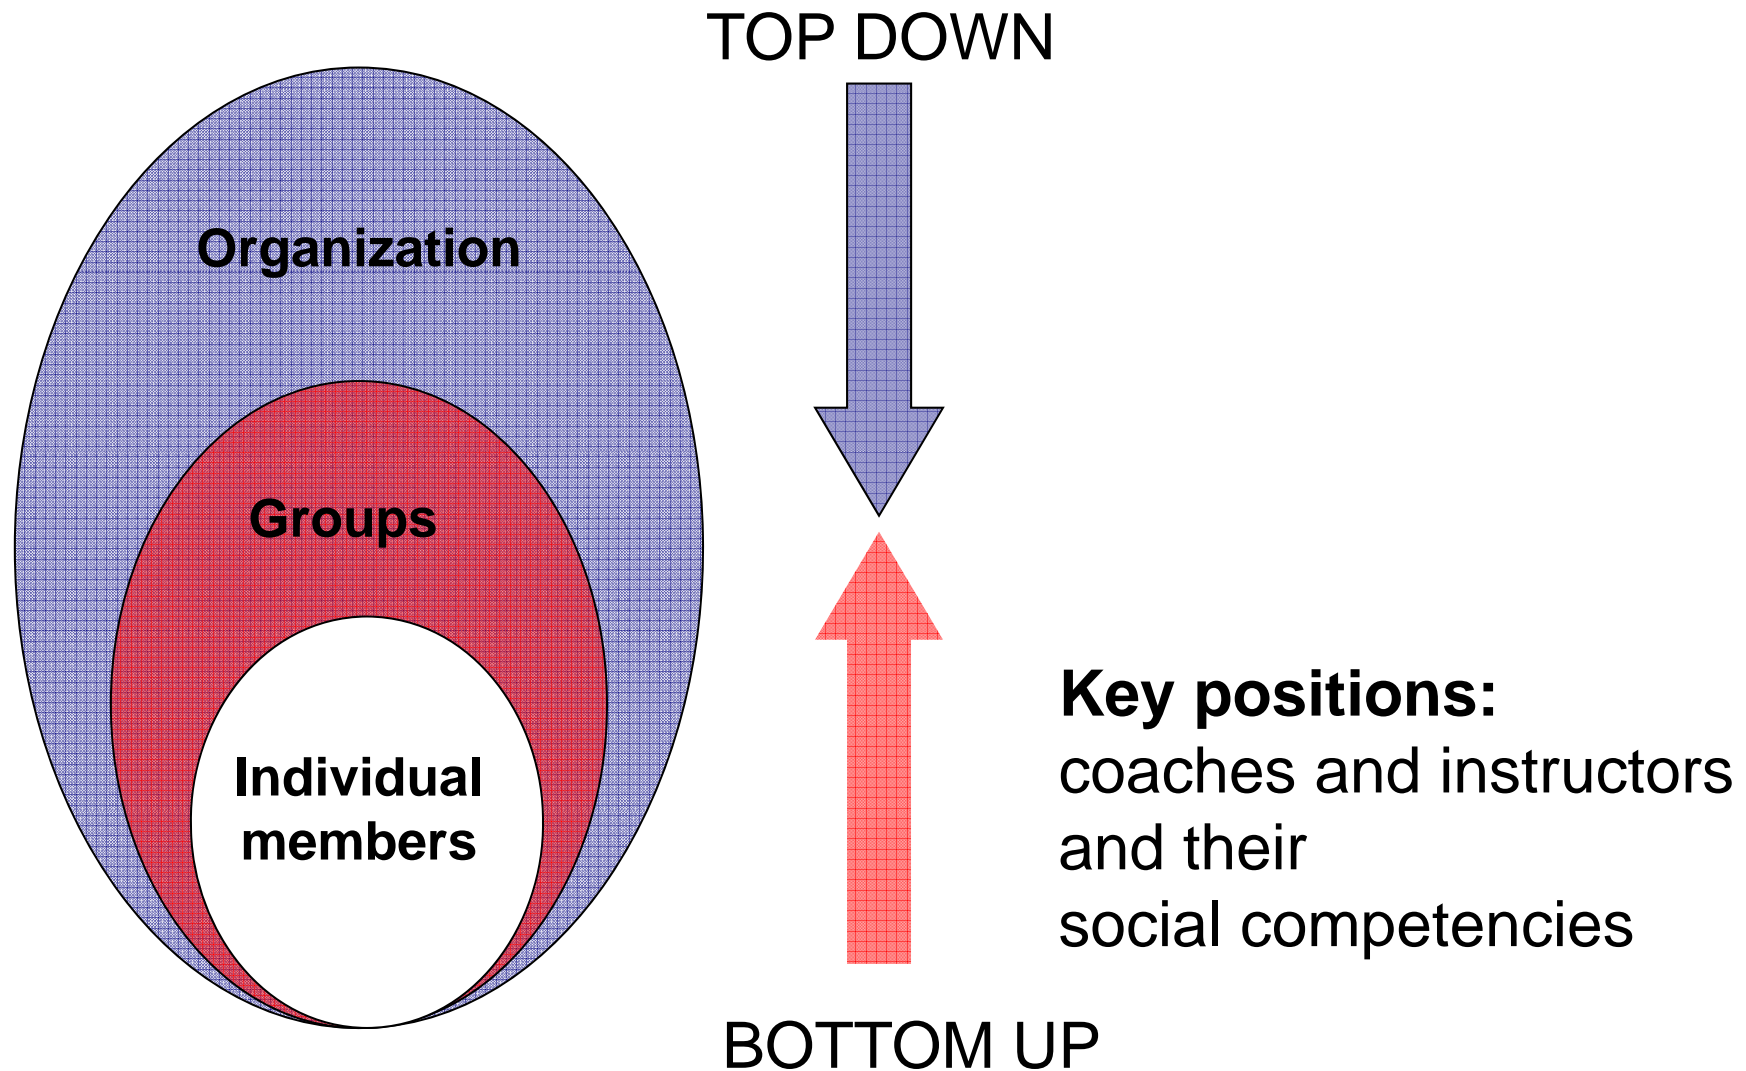 TOP DOWN
Organization
Groups
Individual
members
Key positions:
coaches and instructors
and their
social competencies
BOTTOM UP